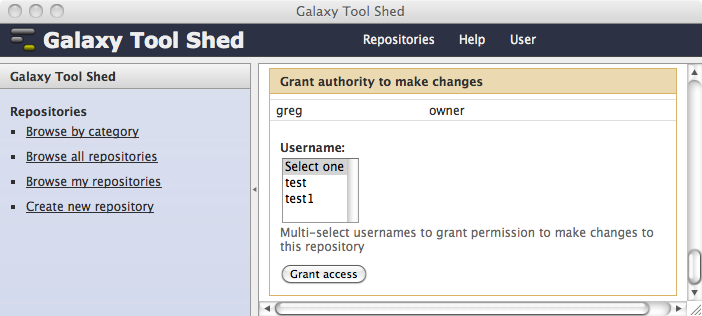 Galaxy Tool Shed
Galaxy Tool Shed
Repositories Help User
Galaxy Tool Shed
Repositories
Browse by category
Browse all repositories
Browse my repositories
Create new repository
Grant authority to make changes
greg owner
Username:
Select one
test
test1
Multi-select usernames to grant permission to make changes to
this repository
Grant access